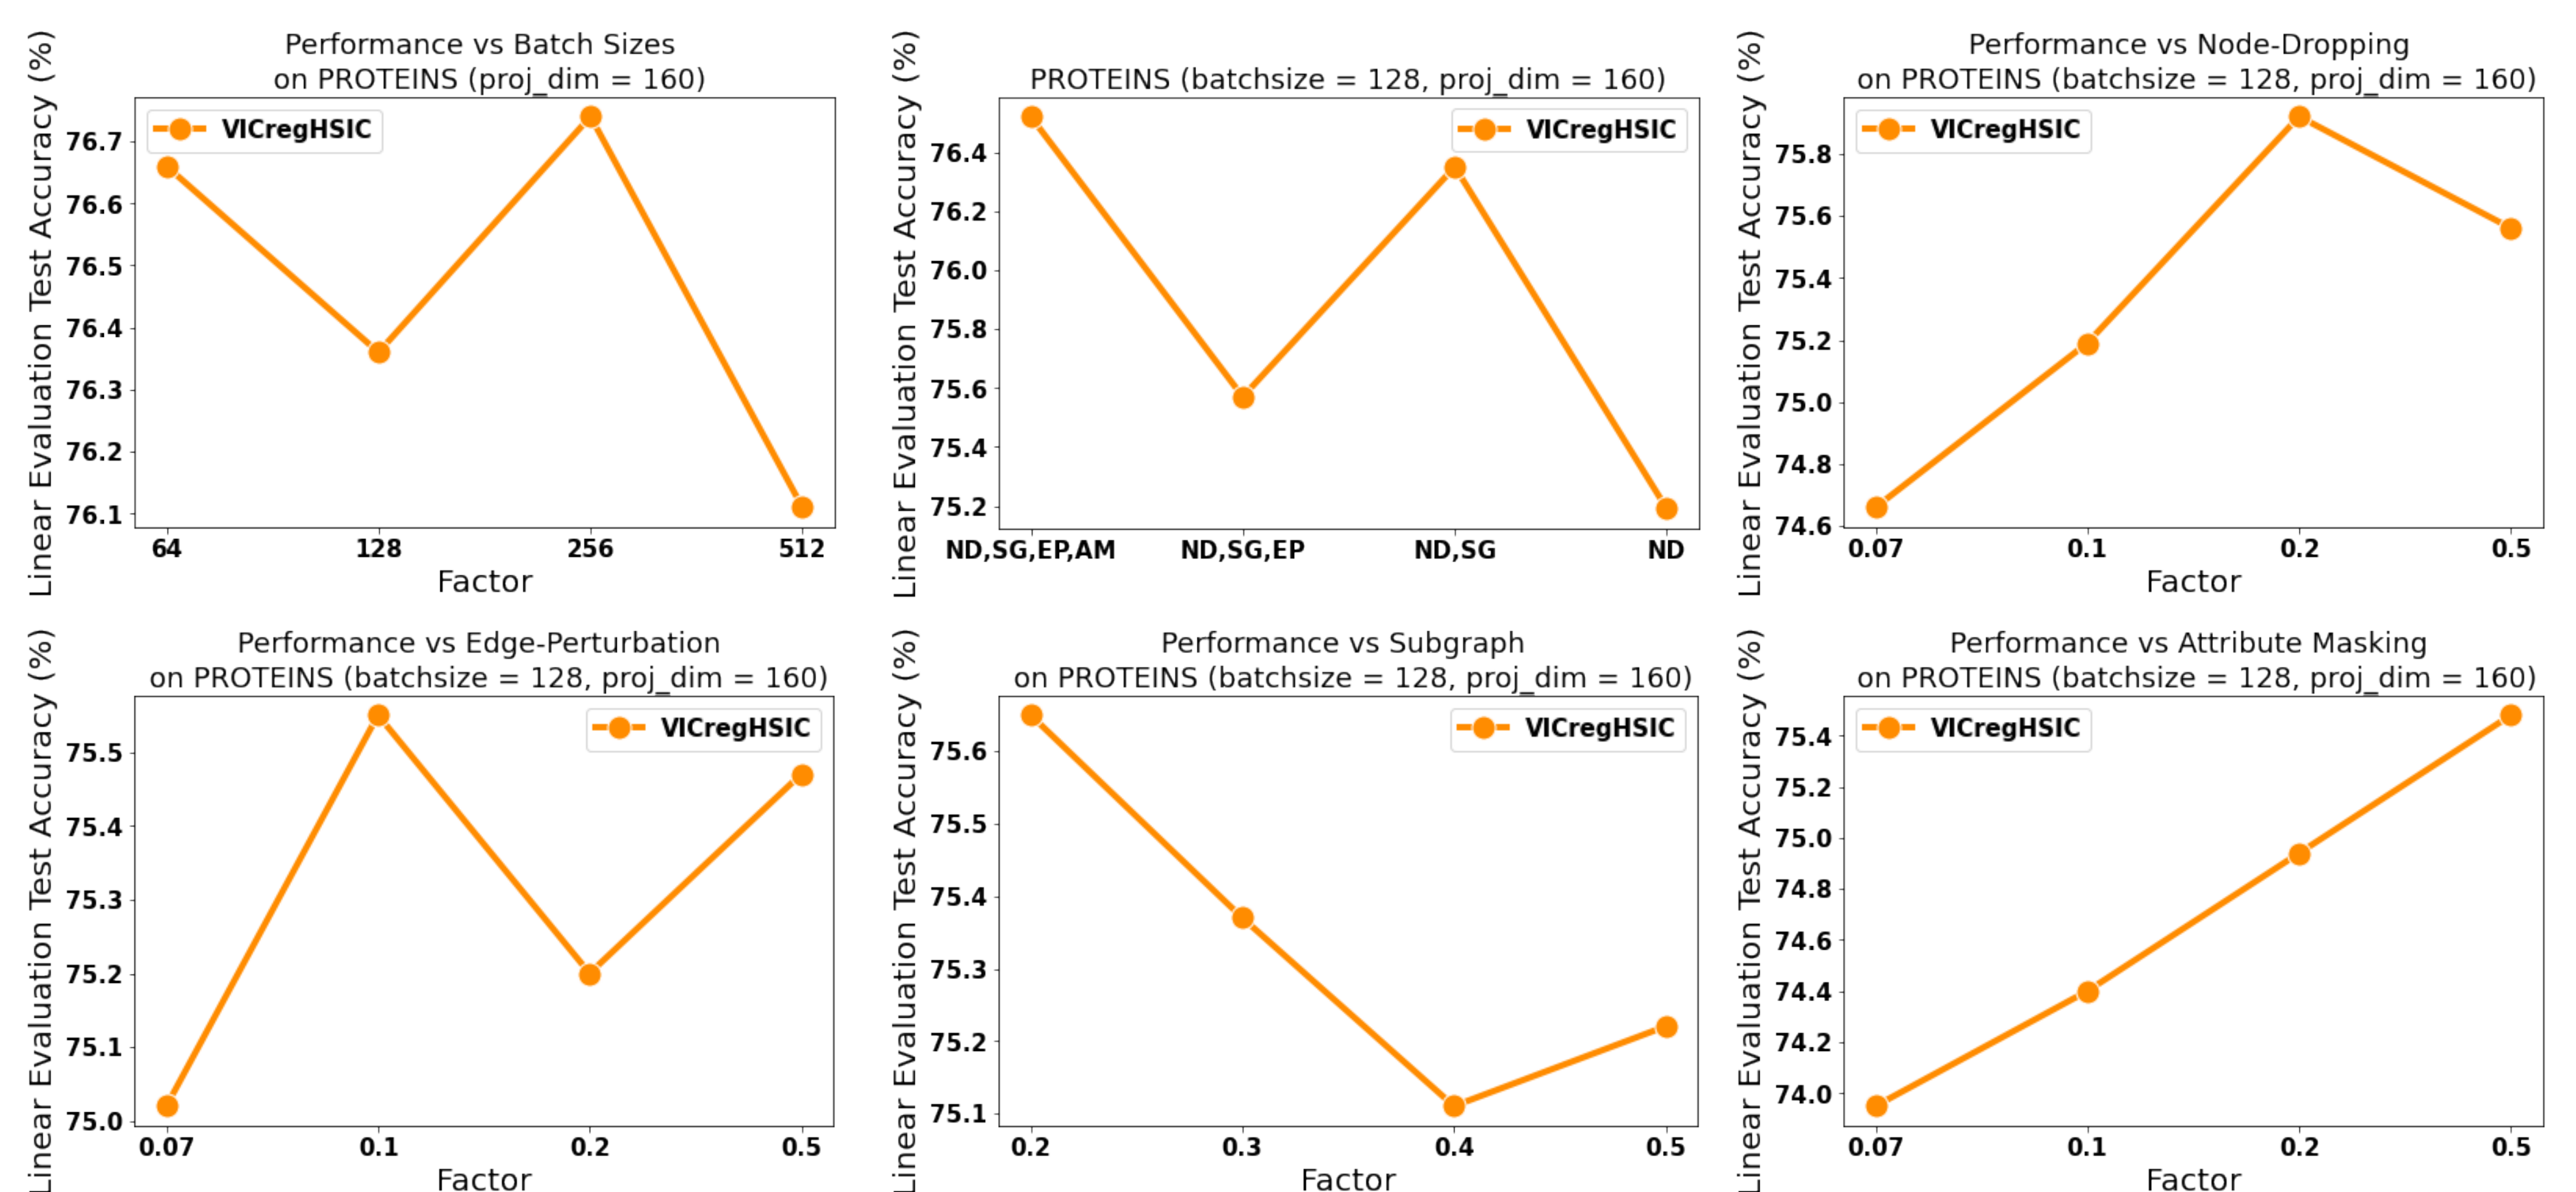 Performance vs Batch Sizes
on PROTEINS (proj_dim = 160)
Linear Evaluation Test Accuracy (%)
VICregHSIC
76.7
76.6
76.5
76.4
76.3
76.2
76.1
64 128 256 512
Factor
PROTEINS (batchsize = 128, proj_dim = 160)
Linear Evaluation Test Accuracy (%)
VICregHSIC
76.4
76.2
76.0
75.8
75.6
75.4
75.2
ND,SG,EP,AM ND,SG,EP ND,SG ND
Performance vs Node-Dropping
on PROTEINS (batchsize = 128, proj_dim = 160)
Linear Evaluation Test Accuracy (%)
VICregHSIC
75.8
75.6
75.4
75.2
75.0
74.8
74.6
0.07 0.1 0.2 0.5
Factor
Performance vs Edge-Perturbation
on PROTEINS (batchsize = 128, proj_dim = 160)
Linear Evaluation Test Accuracy (%)
VICregHSIC
75.5
75.4
75.3
75.2
75.1
75.0
0.07 0.1 0.2 0.5
Factor
Performance vs Subgraph
on PROTEINS (batchsize = 128, proj_dim = 160)
Linear Evaluation Test Accuracy (%)
VICregHSIC
75.6
75.5
75.4
75.3
75.2
75.1
0.2 0.3 0.4 0.5
Factor
Performance vs Attribute Masking
on PROTEINS (batchsize = 128, proj_dim = 160)
Linear Evaluation Test Accuracy (%)
VICregHSIC
75.4
75.2
75.0
74.8
74.6
74.4
74.2
74.0
0.07 0.1 0.2 0.5
Factor